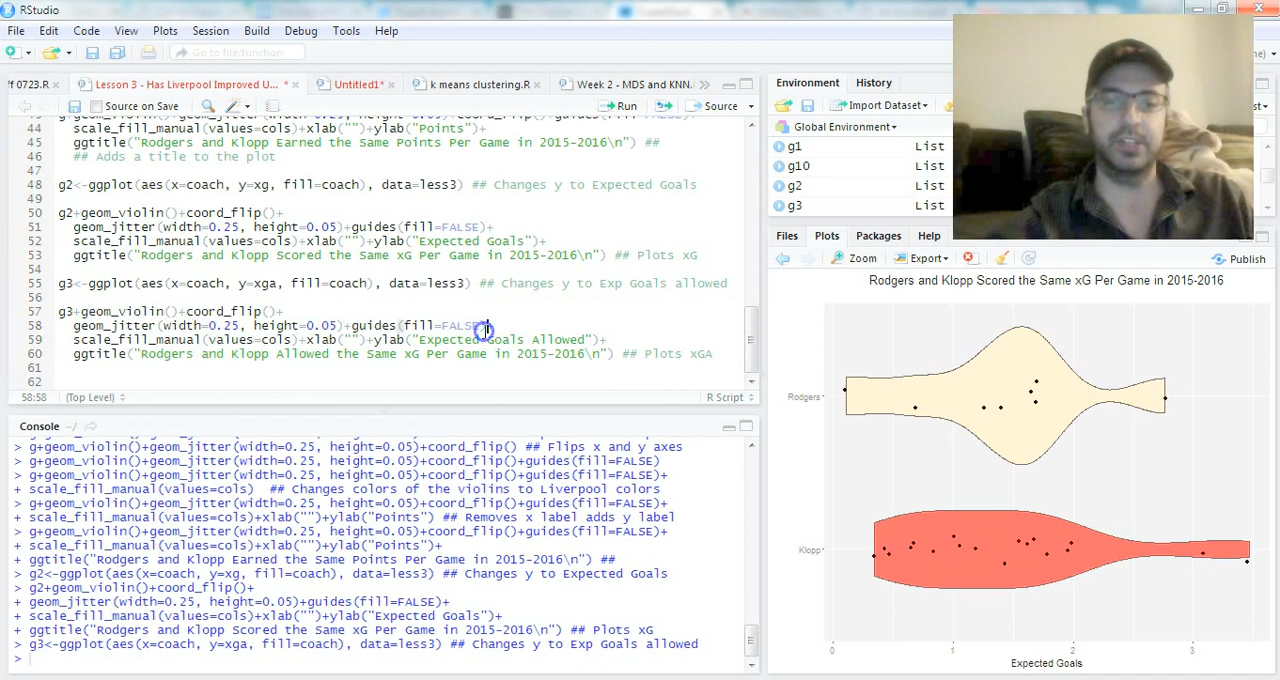 RStudio
File Edit Code View Plots Session Build Debug Tools Help
Go to file/function
ff 0723.R × Lesson 3 - Has Liverpool Improved U... * × Untitled1* × k means clustering.R × Week 2 - MDS and KNN.
Source on Save Run Source
44 scale_fill_manual(values=cols)+xlab("")+ylab("Points")+
45 ggtitle("Rodgers and Klopp Earned the Same Points Per Game in 2015-2016\n") ##
46 ## Adds a title to the plot
47
48 g2<-ggplot(aes(x=coach, y=xg, fill=coach), data=less3) ## Changes y to Expected Goals
49
50 g2+geom_violin()+coord_flip()+
51 geom_jitter(width=0.25, height=0.05)+guides(fill=FALSE)+
52 scale_fill_manual(values=cols)+xlab("")+ylab("Expected Goals")+
53 ggtitle("Rodgers and Klopp Scored the Same xG Per Game in 2015-2016\n") ## Plots xG
54
55 g3<-ggplot(aes(x=coach, y=xga, fill=coach), data=less3) ## Changes y to Exp Goals allowed
56
57 g3+geom_violin()+coord_flip()+
58 geom_jitter(width=0.25, height=0.05)+guides(fill=FALSE)
59 scale_fill_manual(values=cols)+xlab("")+ylab("Expected Goals Allowed")+
60 ggtitle("Rodgers and Klopp Allowed the Same xG Per Game in 2015-2016\n") ## Plots xGA
61
62
58:58 (Top Level) R Script
Console ~/
> g+geom_violin()+geom_jitter(width=0.25, height=0.05)+coord_flip() ## Flips x and y axes
> g+geom_violin()+geom_jitter(width=0.25, height=0.05)+coord_flip()+guides(fill=FALSE)
> g+geom_violin()+geom_jitter(width=0.25, height=0.05)+coord_flip()+guides(fill=FALSE)+
+ scale_fill_manual(values=cols) ## Changes colors of the violins to Liverpool colors
> g+geom_violin()+geom_jitter(width=0.25, height=0.05)+coord_flip()+guides(fill=FALSE)+
+ scale_fill_manual(values=cols)+xlab("")+ylab("Points") ## Removes x label adds y label
> g+geom_violin()+geom_jitter(width=0.25, height=0.05)+coord_flip()+guides(fill=FALSE)+
+ scale_fill_manual(values=cols)+xlab("")+ylab("Points")+
+ ggtitle("Rodgers and Klopp Earned the Same Points Per Game in 2015-2016\n") ##
> g2<-ggplot(aes(x=coach, y=xg, fill=coach), data=less3) ## Changes y to Expected Goals
> g2+geom_violin()+coord_flip()+
+ geom_jitter(width=0.25, height=0.05)+guides(fill=FALSE)+
+ scale_fill_manual(values=cols)+xlab("")+ylab("Expected Goals")+
+ ggtitle("Rodgers and Klopp Scored the Same xG Per Game in 2015-2016\n") ## Plots xG
> g3<-ggplot(aes(x=coach, y=xga, fill=coach), data=less3) ## Changes y to Exp Goals allowed
>
Environment History
Import Dataset
Global Environment
g1 List
g10 List
g2 List
g3 List
Files Plots Packages Help
Zoom Export Publish
Rodgers and Klopp Scored the Same xG Per Game in 2015-2016
Rodgers
Klopp
0 1 2 3
Expected Goals